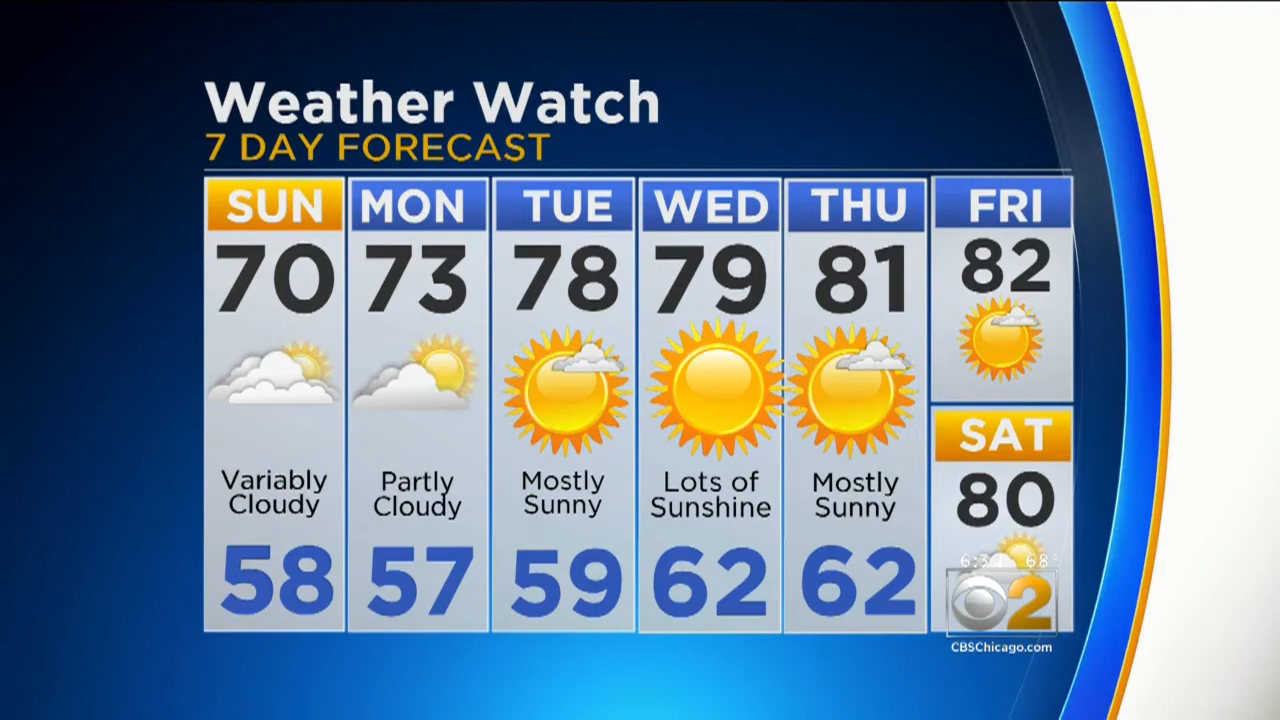 Weather Watch
7 DAY FORECAST
SUN
70
Variably
Cloudy
58
MON
73
Partly
Cloudy
57
TUE
78
Mostly
Sunny
59
WED
79
Lots of
Sunshine
62
THU
81
Mostly
Sunny
62
FRI
82
SAT
80
68°
2
CBSChicago.com